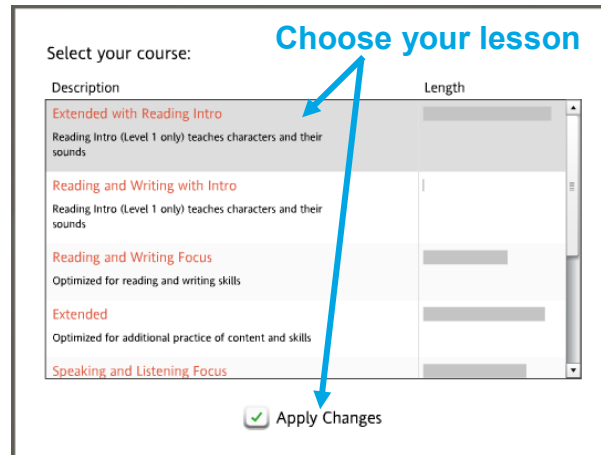 Choose your lesson
Select your course:
Description Length
Extended with Reading Intro
Reading Intro (Level 1 only) teaches characters and their
sounds
Reading and Writing with Intro
Reading Intro (Level 1 only) teaches characters and their
sounds
Reading and Writing Focus
Optimized for reading and writing skills
Extended
Optimized for additional practice of content and skills
Speaking and Listening Focus
Apply Changes